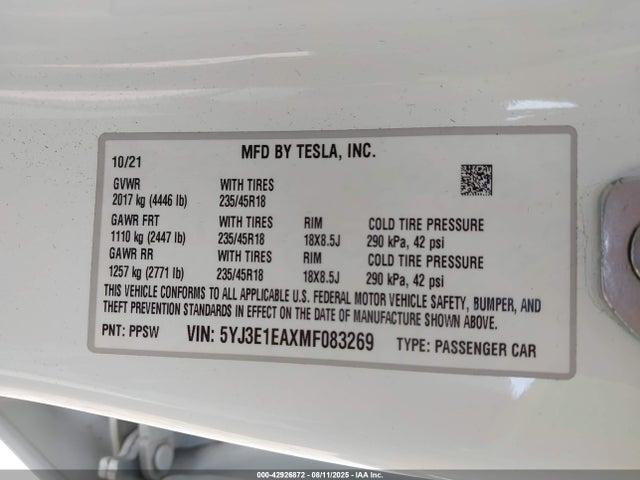 10/21 MFD BY TESLA, INC.
GVWR WITH TIRES
2017 kg (4446 lb) 235/45R18
GAWR FRT WITH TIRES RIM COLD TIRE PRESSURE
1110 kg (2447 lb) 235/45R18 18X8.5J 290 kPa, 42 psi
GAWR RR WITH TIRES RIM COLD TIRE PRESSURE
1257 kg (2771 lb) 235/45R18 18X8.5J 290 kPa, 42 psi
THIS VEHICLE CONFORMS TO ALL APPLICABLE U.S. FEDERAL MOTOR VEHICLE SAFETY, BUMPER, AND
THEFT PREVENTION STANDARDS IN EFFECT ON THE DATE OF MANUFACTURE SHOWN ABOVE.
PNT: PPSW VIN: 5YJ3E1EAXMF083269 TYPE: PASSENGER CAR
000-42926872 - 08/11/2025 - IAAI.COM